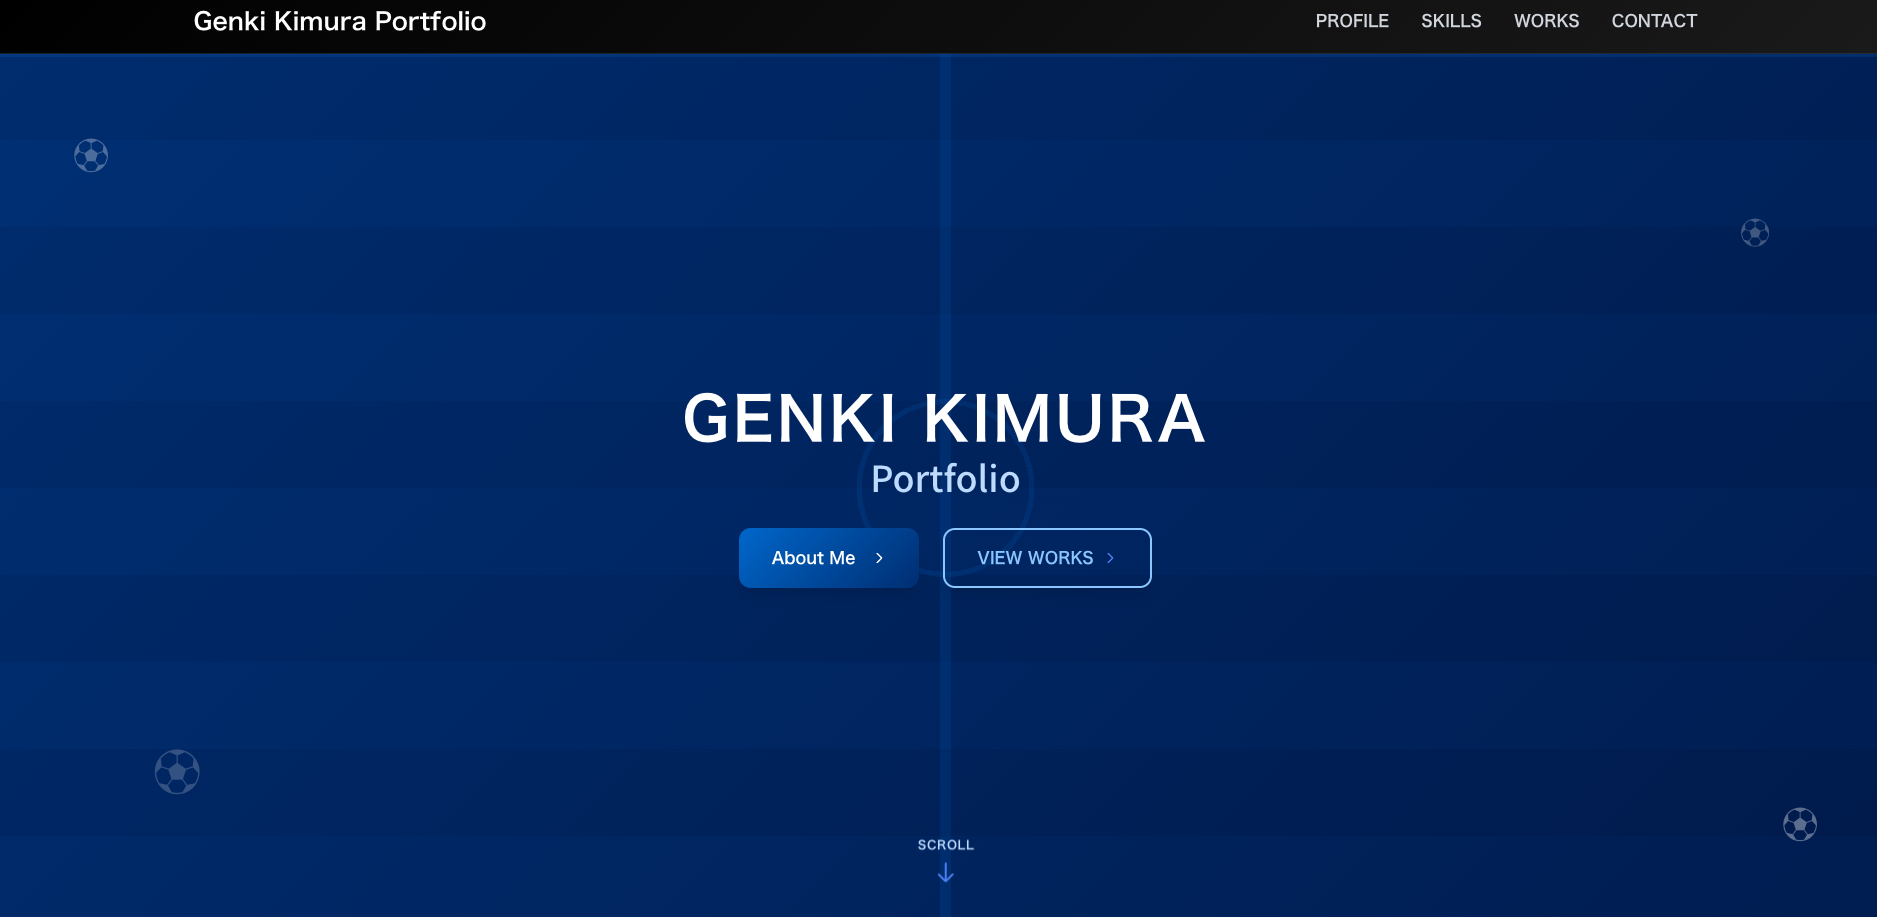 Genki Kimura Portfolio
PROFILE SKILLS WORKS CONTACT
GENKI KIMURA
Portfolio
About Me
VIEW WORKS
SCROLL